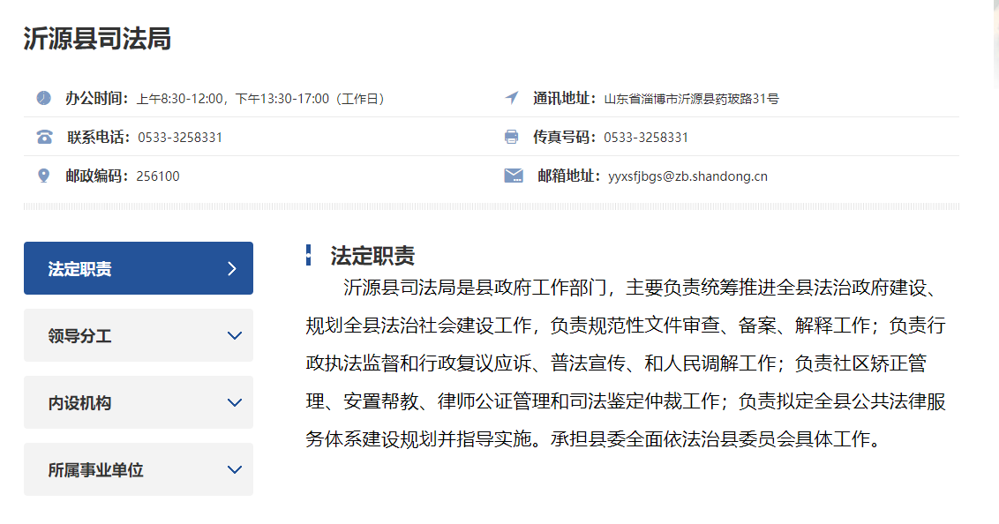 沂源县司法局
办公时间：上午8:30-12:00，下午13:30-17:00（工作日）
通讯地址：山东省淄博市沂源县药玻路31号
联系电话：0533-3258331
传真号码：0533-3258331
邮政编码：256100
邮箱地址：yyxsfjbgs@zb.shandong.cn
法定职责
领导分工
内设机构
所属事业单位
法定职责
沂源县司法局是县政府工作部门，主要负责统筹推进全县法治政府建设、
规划全县法治社会建设工作，负责规范性文件审查、备案、解释工作；负责行
政执法监督和行政复议应诉、普法宣传、和人民调解工作；负责社区矫正管
理、安置帮教、律师公证管理和司法鉴定仲裁工作；负责拟定全县公共法律服
务体系建设规划并指导实施。承担县委全面依法治县委员会具体工作。